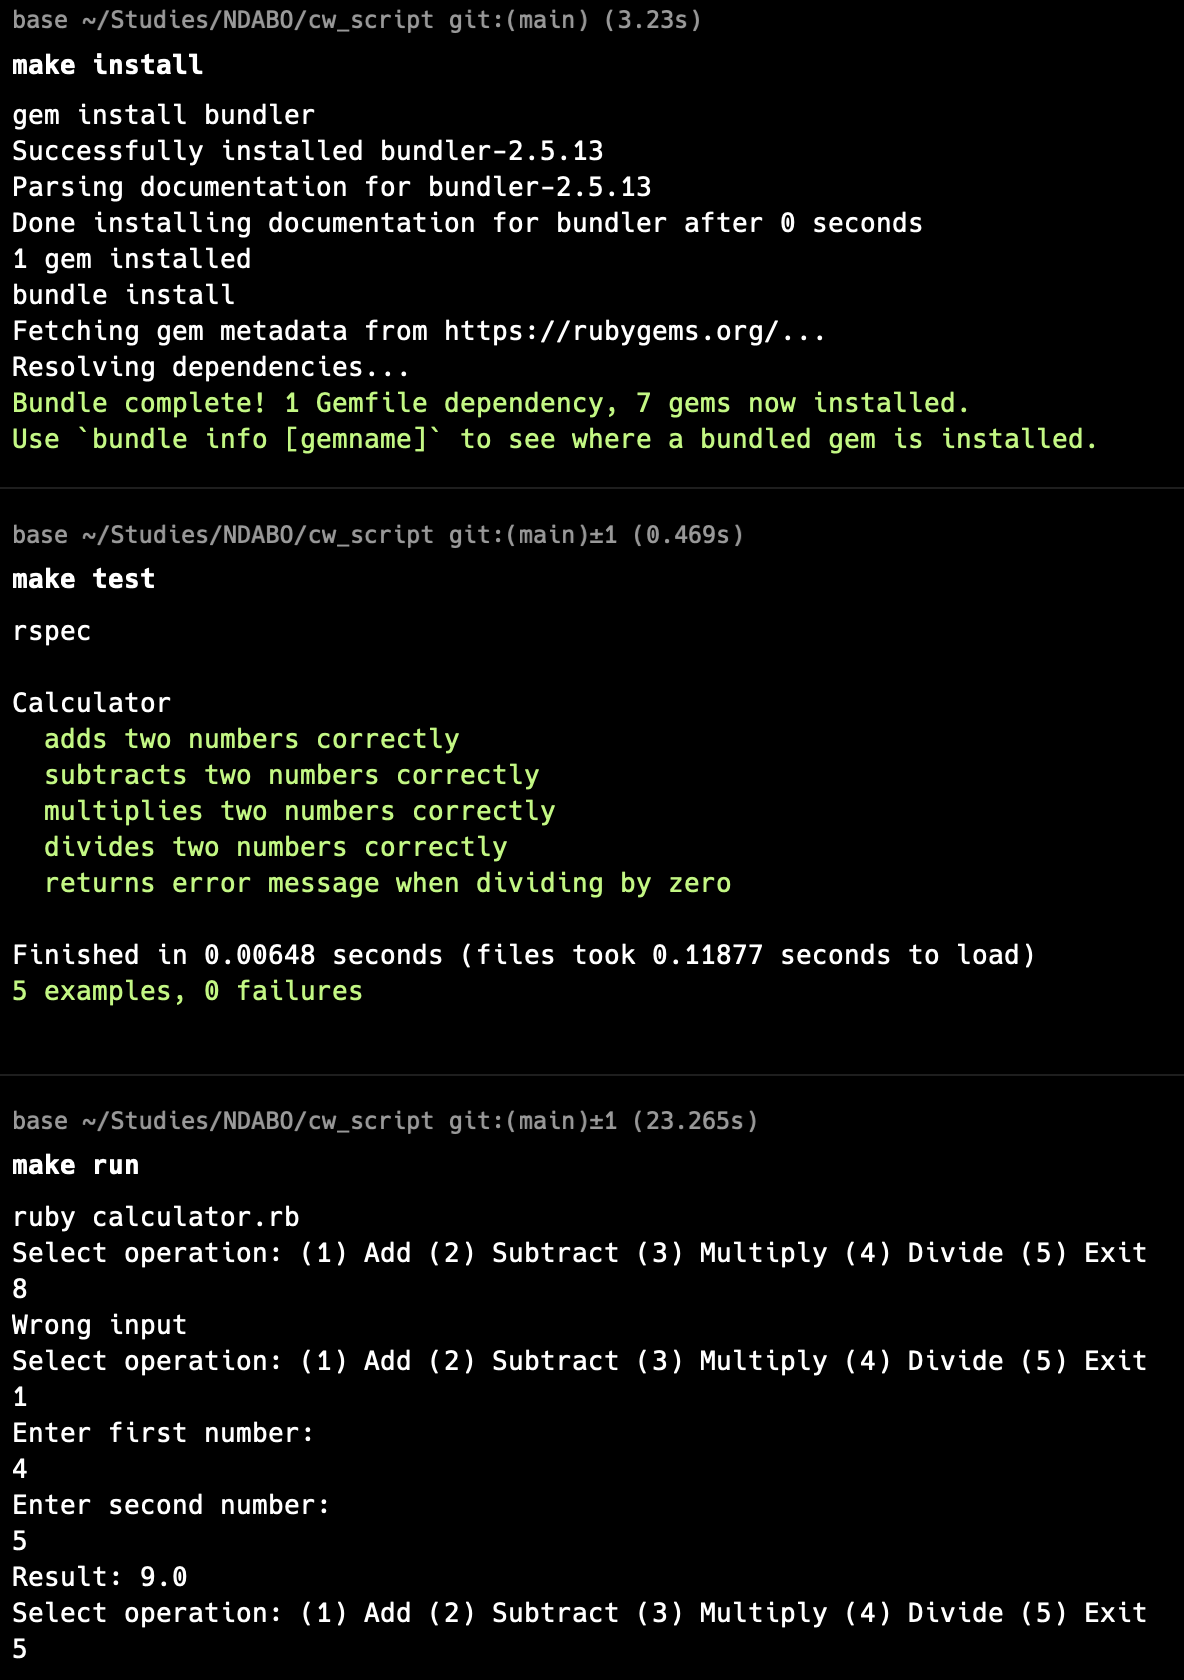 base ~/Studies/NDABO/cw_script git:(main) (3.23s)
make install
gem install bundler
Successfully installed bundler-2.5.13
Parsing documentation for bundler-2.5.13
Done installing documentation for bundler after 0 seconds
1 gem installed
bundle install
Fetching gem metadata from https://rubygems.org/...
Resolving dependencies...
Bundle complete! 1 Gemfile dependency, 7 gems now installed.
Use `bundle info [gemname]` to see where a bundled gem is installed.
base ~/Studies/NDABO/cw_script git:(main)±1 (0.469s)
make test
rspec
Calculator
  adds two numbers correctly
  subtracts two numbers correctly
  multiplies two numbers correctly
  divides two numbers correctly
  returns error message when dividing by zero
Finished in 0.00648 seconds (files took 0.11877 seconds to load)
5 examples, 0 failures
base ~/Studies/NDABO/cw_script git:(main)±1 (23.265s)
make run
ruby calculator.rb
Select operation: (1) Add (2) Subtract (3) Multiply (4) Divide (5) Exit
8
Wrong input
Select operation: (1) Add (2) Subtract (3) Multiply (4) Divide (5) Exit
1
Enter first number:
4
Enter second number:
5
Result: 9.0
Select operation: (1) Add (2) Subtract (3) Multiply (4) Divide (5) Exit
5